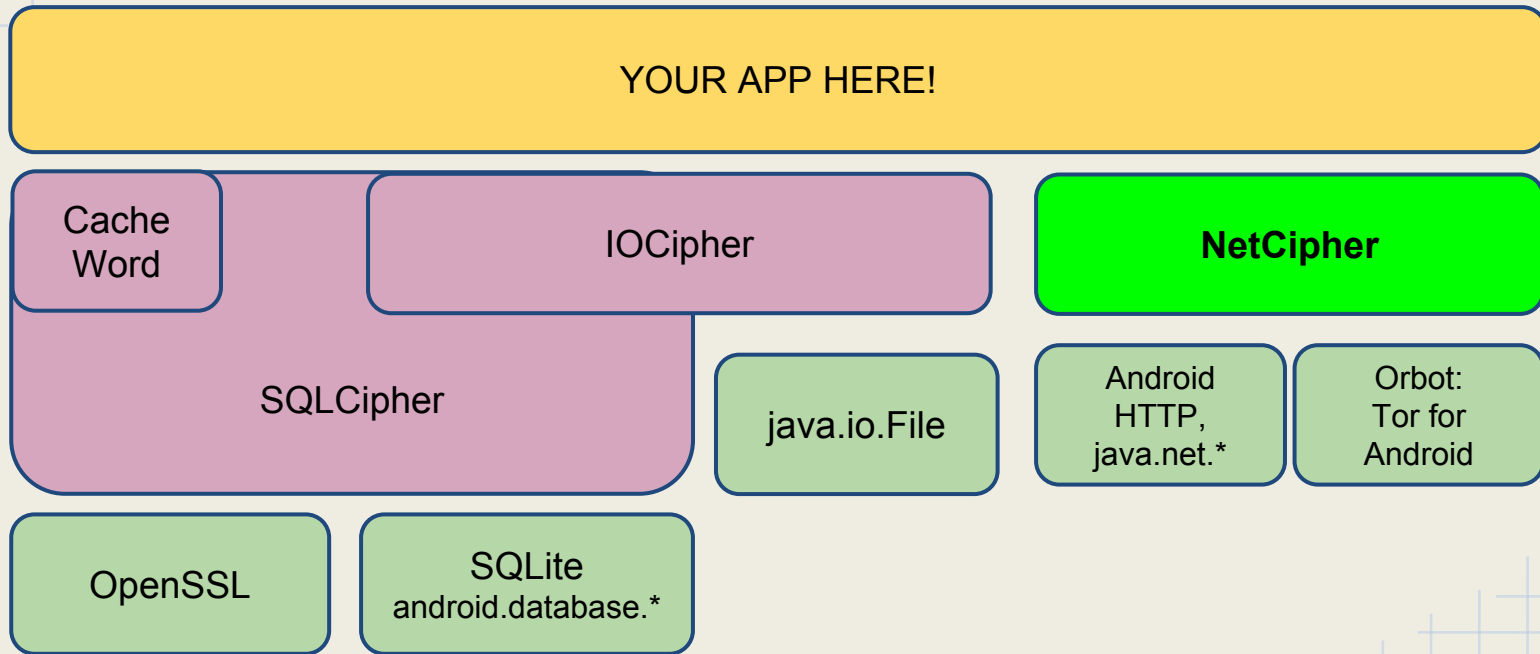 YOUR APP HERE!
Cache
Word
IOCipher
NetCipher
SQLCipher
java.io.File
Android
HTTP,
java.net.*
Orbot:
Tor for
Android
OpenSSL
SQLite
android.database.*